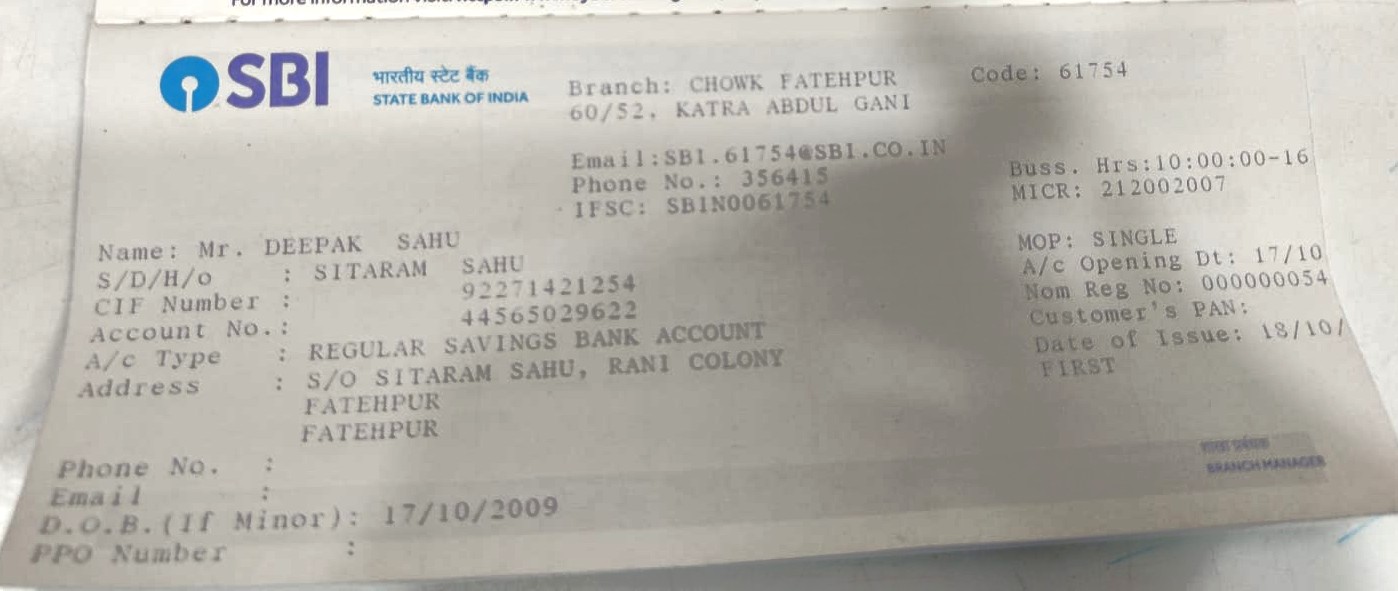 SBI भारतीय स्टेट बैंक
STATE BANK OF INDIA
Branch: CHOWK FATEHPUR
60/52, KATRA ABDUL GANI
Code: 61754
Email:SBI.61754@SBI.CO.IN
Phone No.: 356415
IFSC: SBIN0061754
Buss. Hrs:10:00:00-16
MICR: 212002007
Name: Mr. DEEPAK SAHU
S/D/H/o : SITARAM SAHU
CIF Number : 92271421254
Account No.: 44565029622
A/c Type : REGULAR SAVINGS BANK ACCOUNT
Address : S/O SITARAM SAHU, RANI COLONY
FATEHPUR
FATEHPUR
MOP: SINGLE
A/c Opening Dt: 17/10
Nom Reg No: 000000054
Customer's PAN:
Date of Issue: 18/10/
FIRST
Phone No. :
Email :
D.O.B.(If Minor): 17/10/2009
PPO Number :
BRANCH MANAGER